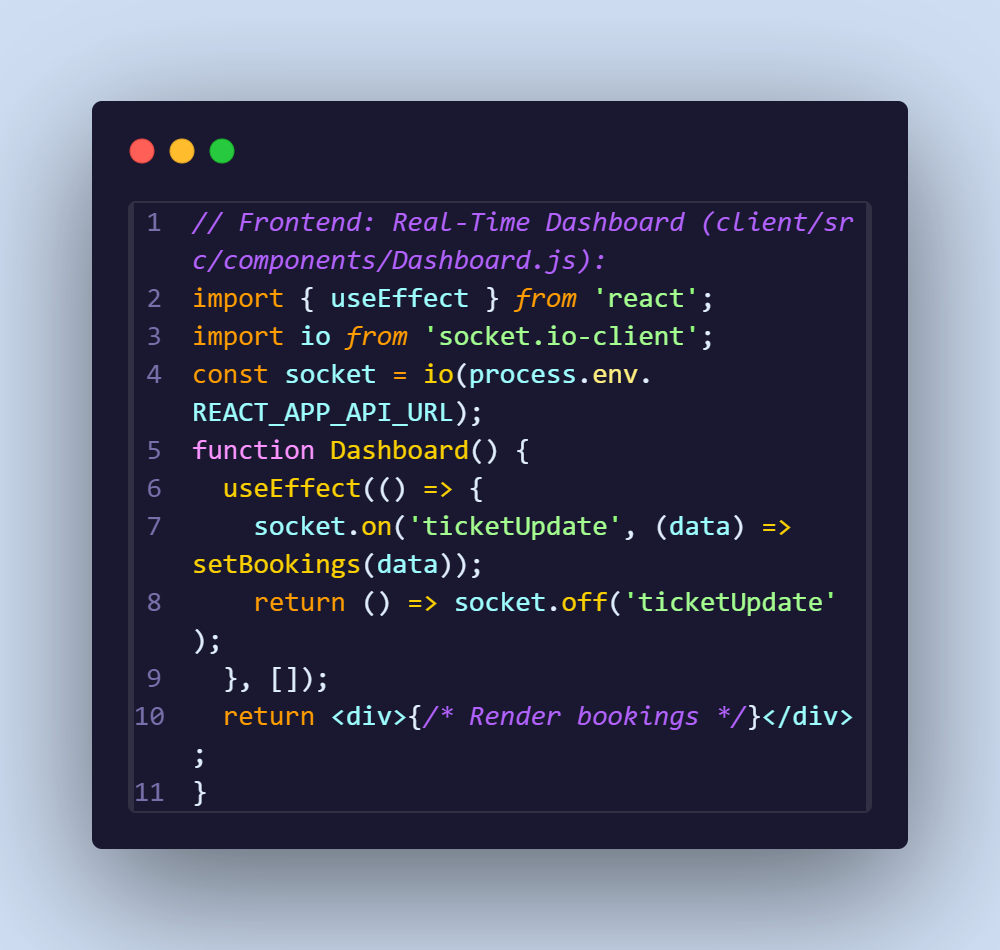 1 // Frontend: Real-Time Dashboard (client/sr
c/components/Dashboard.js):
2 import { useEffect } from 'react';
3 import io from 'socket.io-client';
4 const socket = io(process.env.
REACT_APP_API_URL);
5 function Dashboard() {
6   useEffect(() => {
7     socket.on('ticketUpdate', (data) =>
setBookings(data));
8     return () => socket.off('ticketUpdate'
);
9   }, []);
10   return <div>{/* Render bookings */}</div>
;
11 }